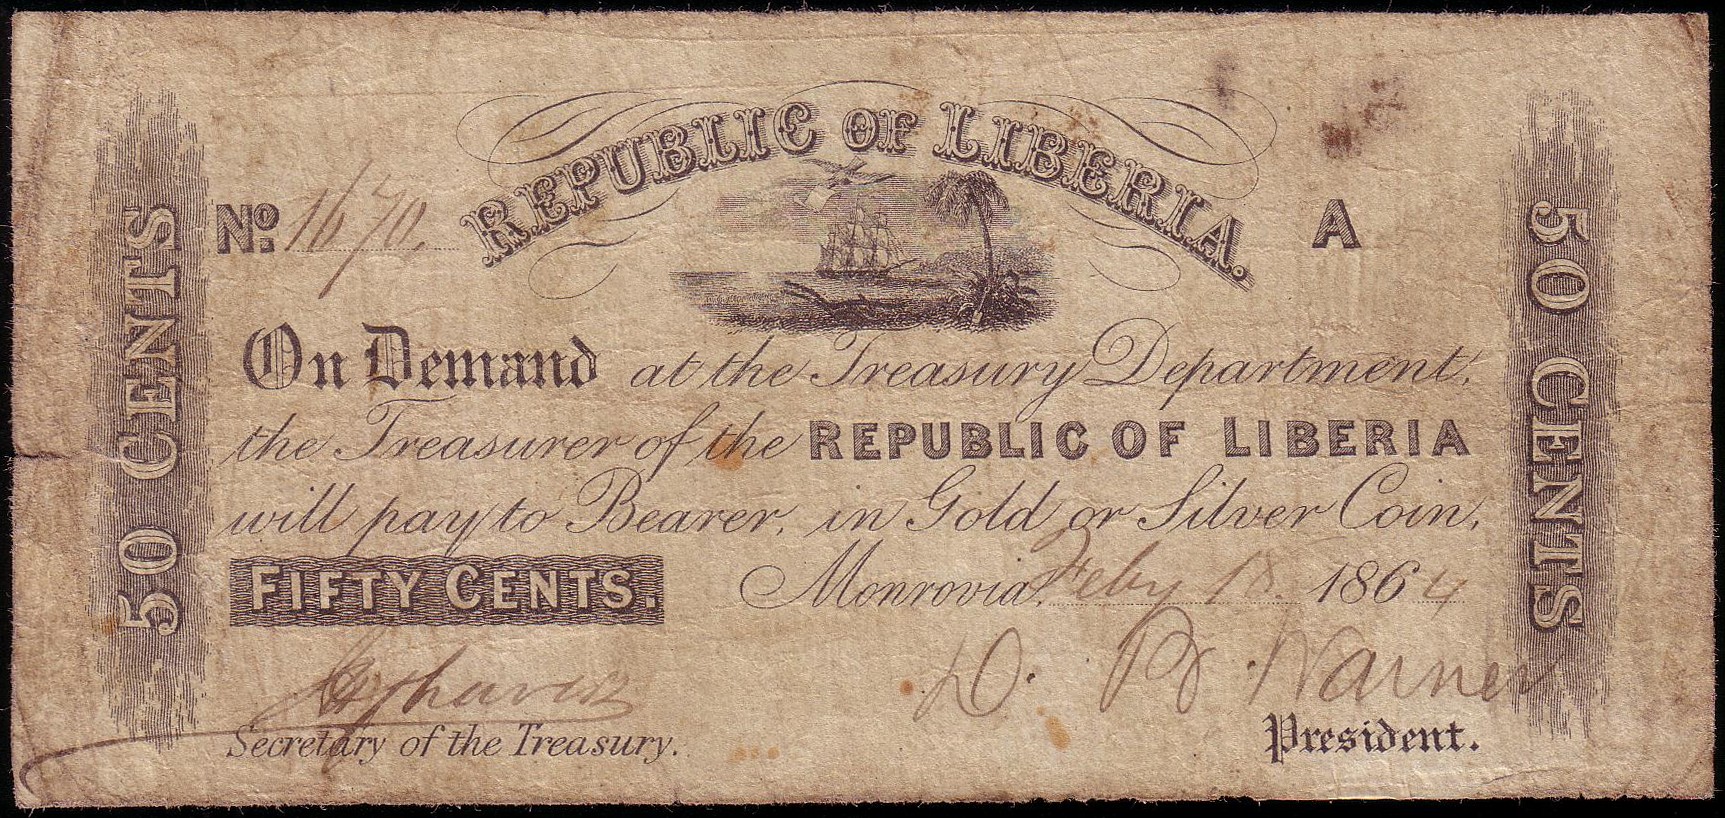 REPUBLIC OF LIBERIA.
No. 1670.
A
50 CENTS
50 CENTS
On Demand at the Treasury Department,
the Treasurer of the REPUBLIC OF LIBERIA
will pay to Bearer, in Gold or Silver Coin,
FIFTY CENTS.
Monrovia, Feby 18 1864
D. B. Warner
Secretary of the Treasury.
President.